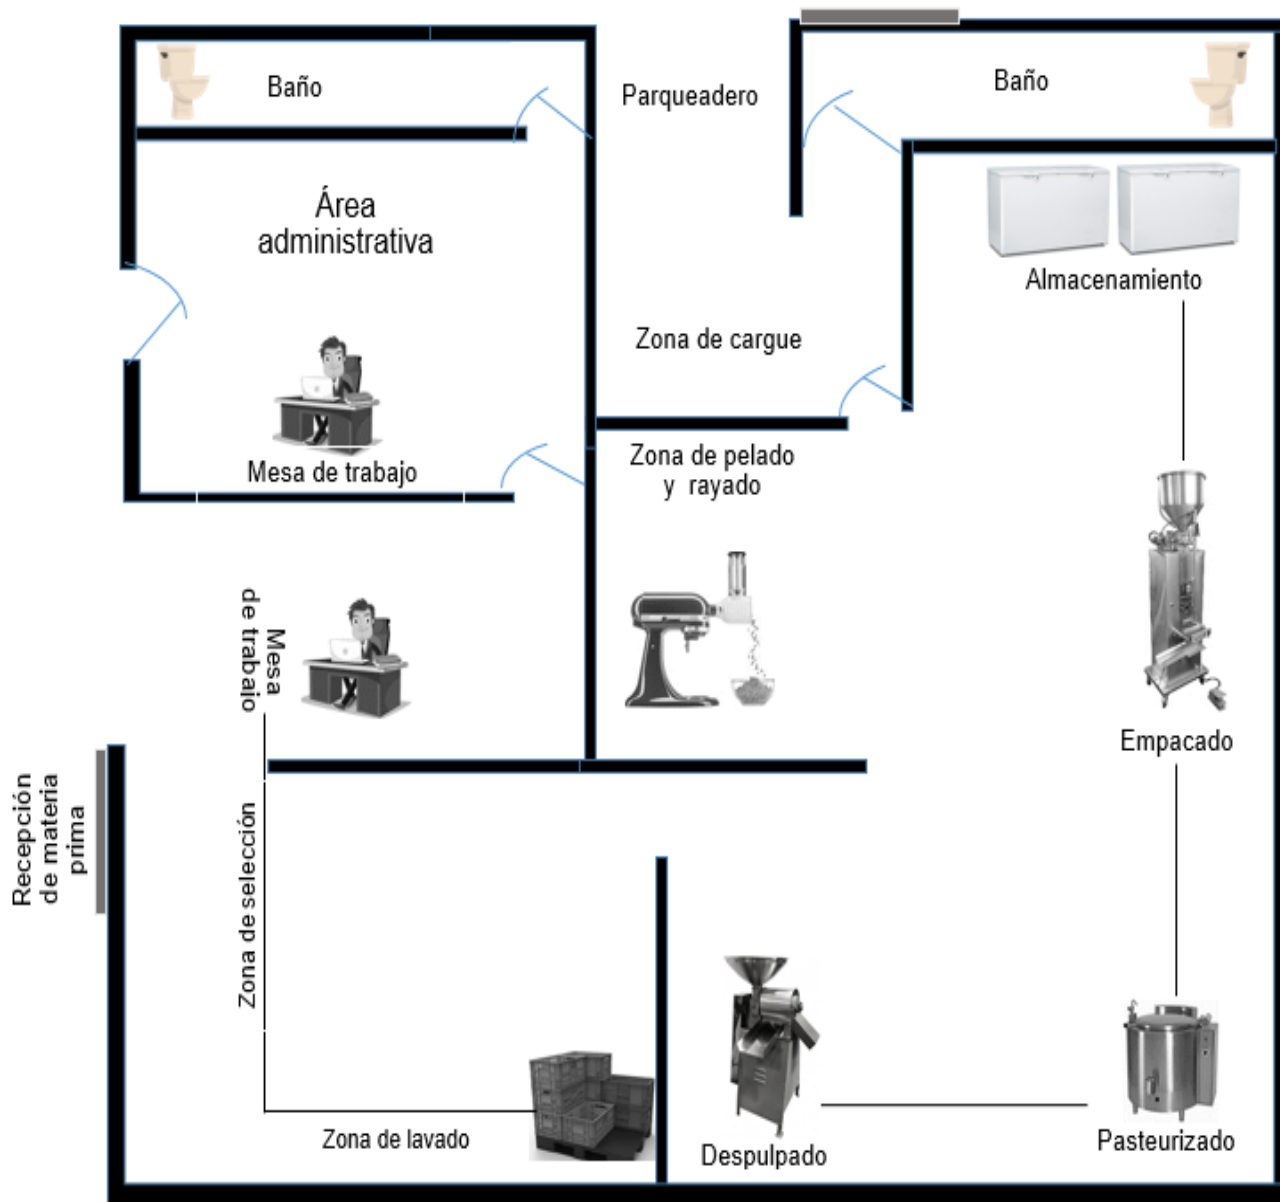 Baño
Parqueadero
Baño
Área
administrativa
Almacenamiento
Zona de cargue
Mesa de trabajo
Zona de pelado
y rayado
Mesa
de trabajo
Empacado
Recepción
de materia
prima
Zona de selección
Zona de lavado
Despulpado
Pasteurizado